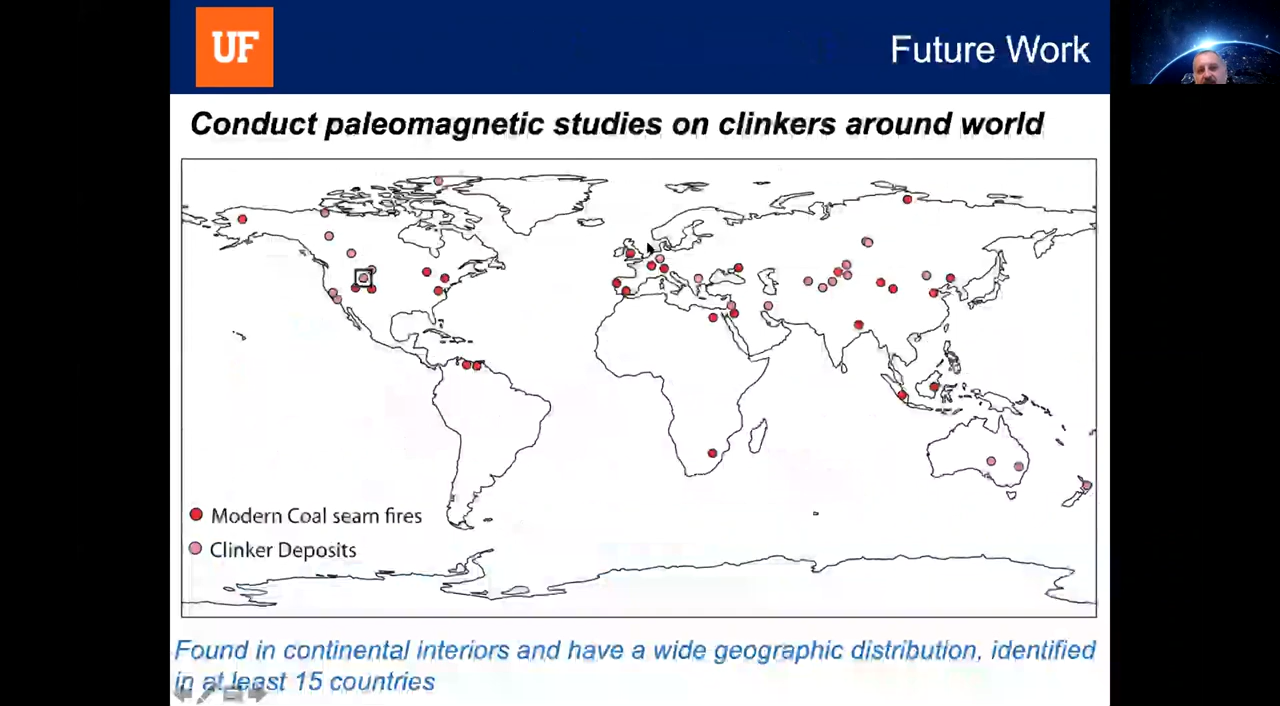 UF
Future Work
Conduct paleomagnetic studies on clinkers around world
Modern Coal seam fires
Clinker Deposits
Found in continental interiors and have a wide geographic distribution, identified
in at least 15 countries